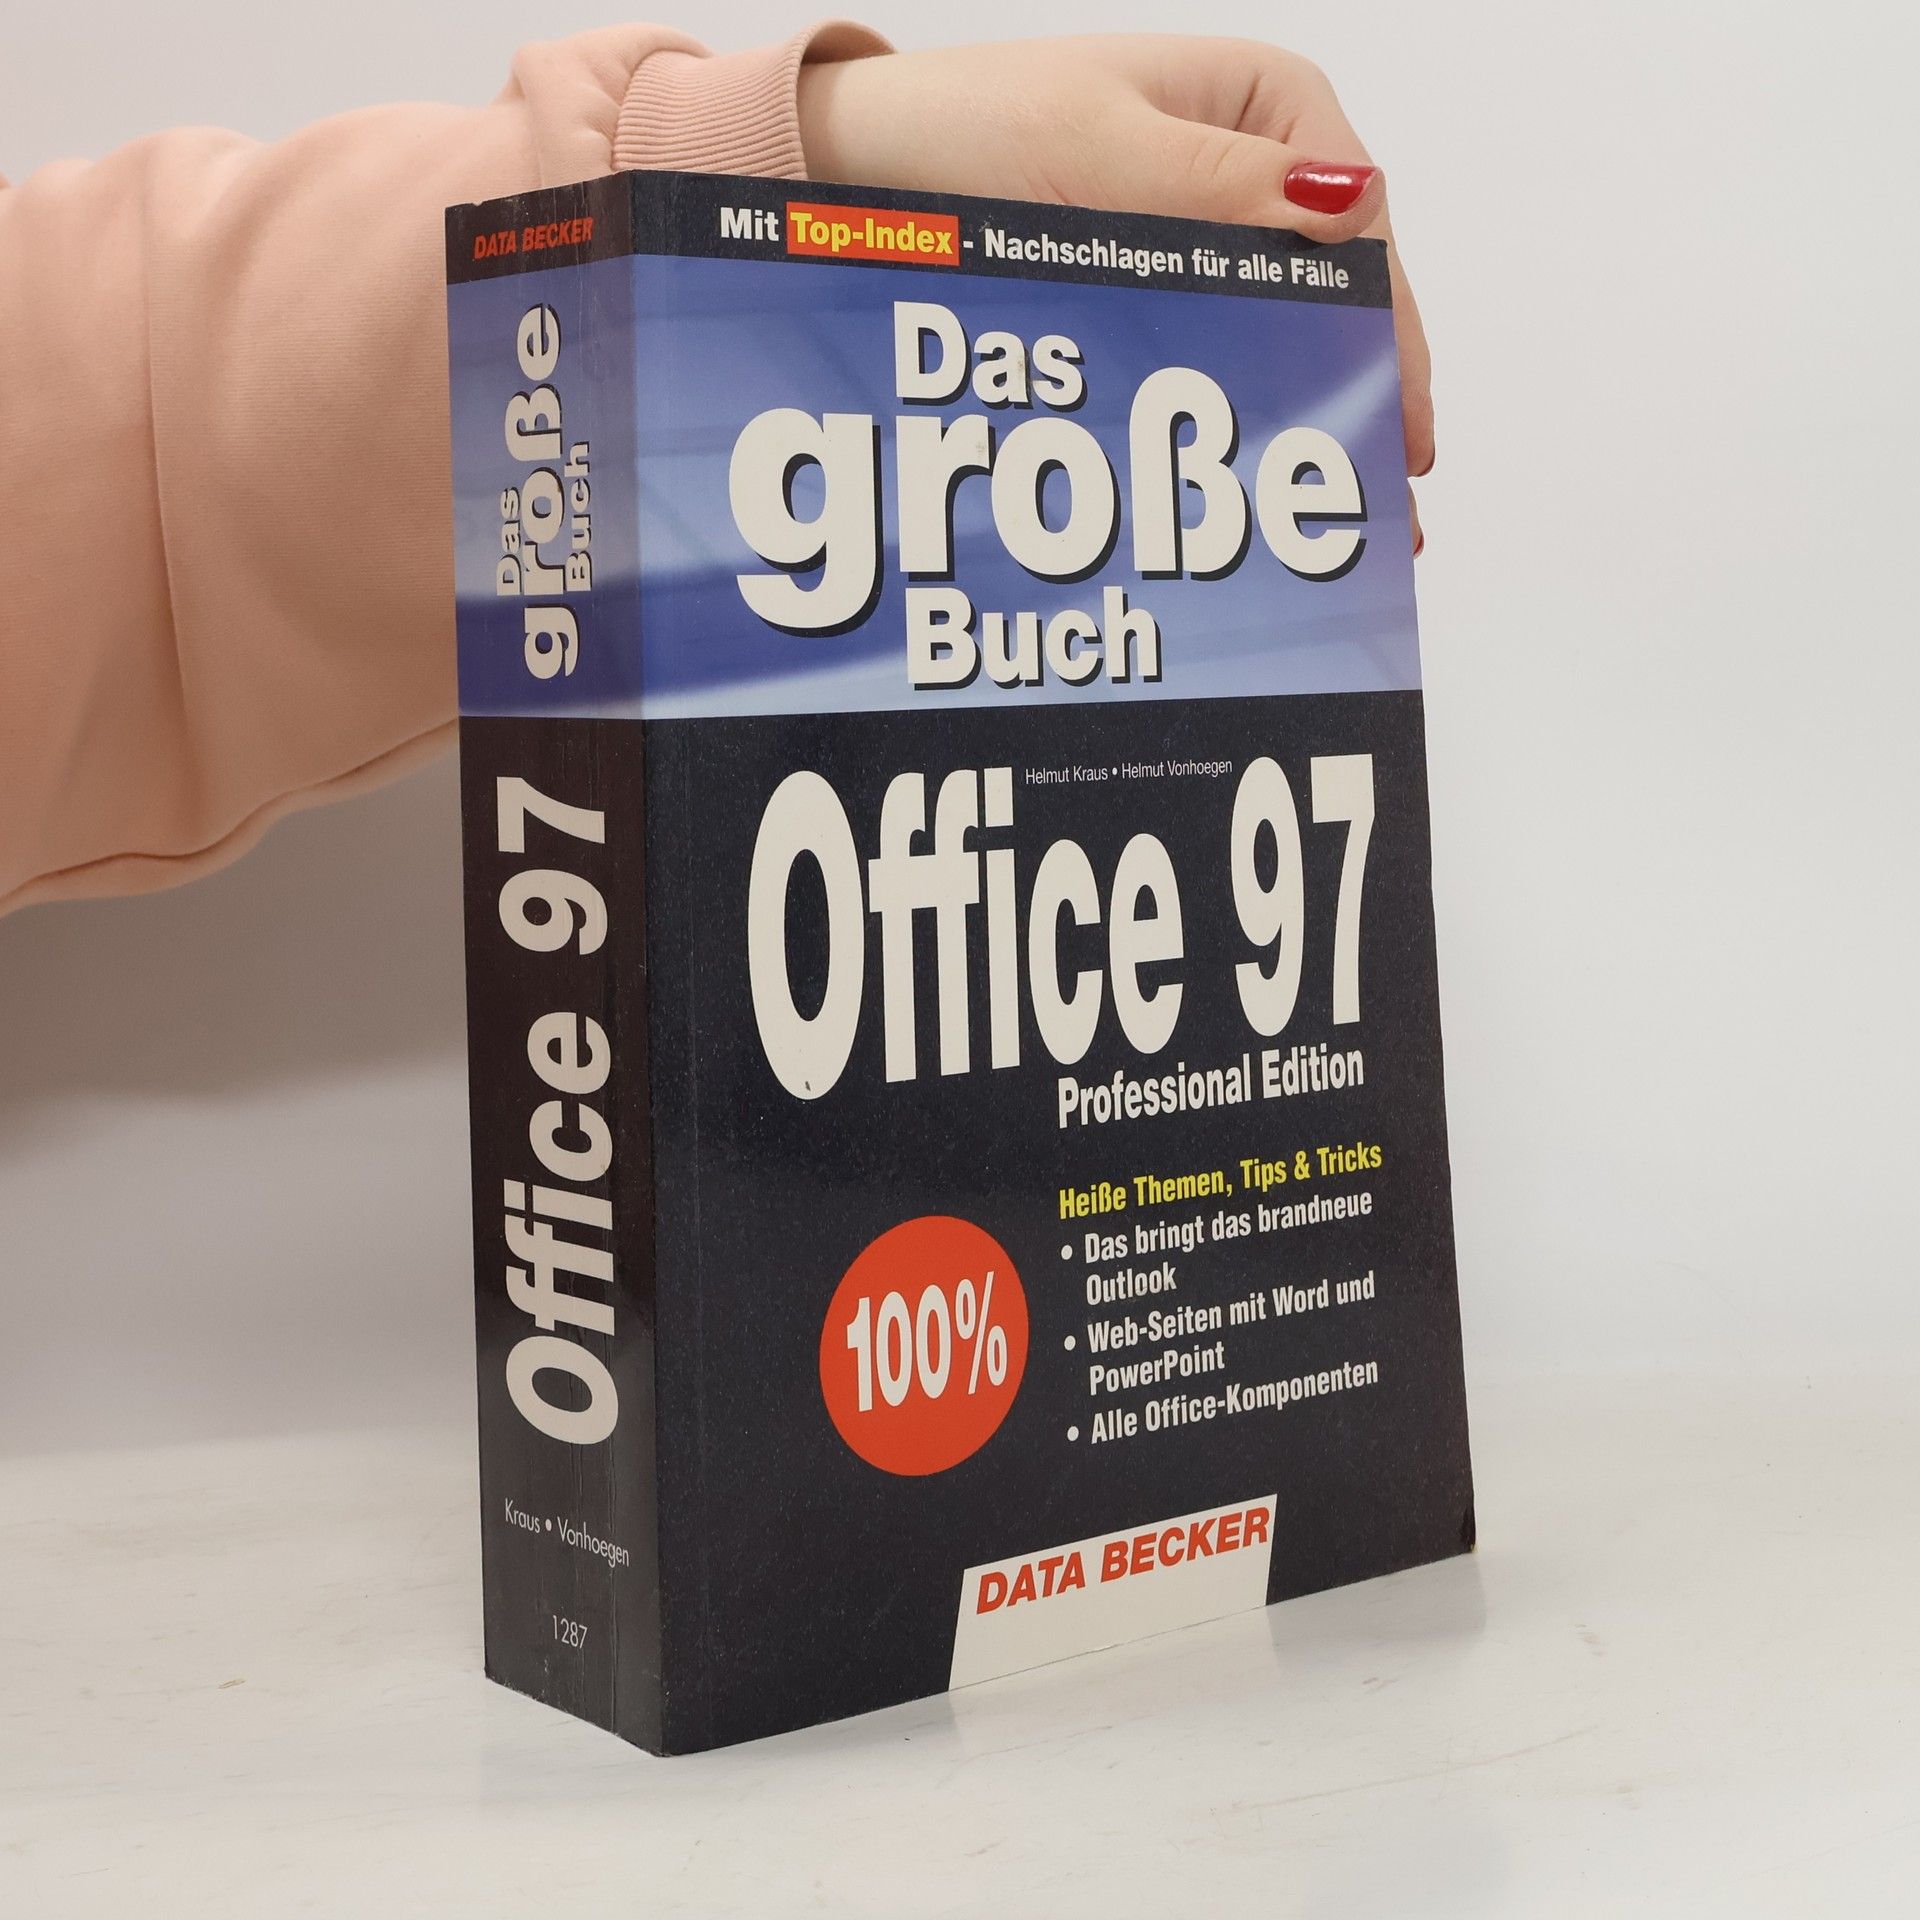 DATA BECKER
Das
große
Buch
Office 97
Kraus • Vonhoegen
1287
Mit Top-Index - Nachschlagen für alle Fälle
Das
große
Buch
Helmut Kraus • Helmut Vonhoegen
Office 97
Professional Edition
Heiße Themen, Tips & Tricks
• Das bringt das brandneue
Outlook
• Web-Seiten mit Word und
PowerPoint
• Alle Office-Komponenten
100%
DATA BECKER